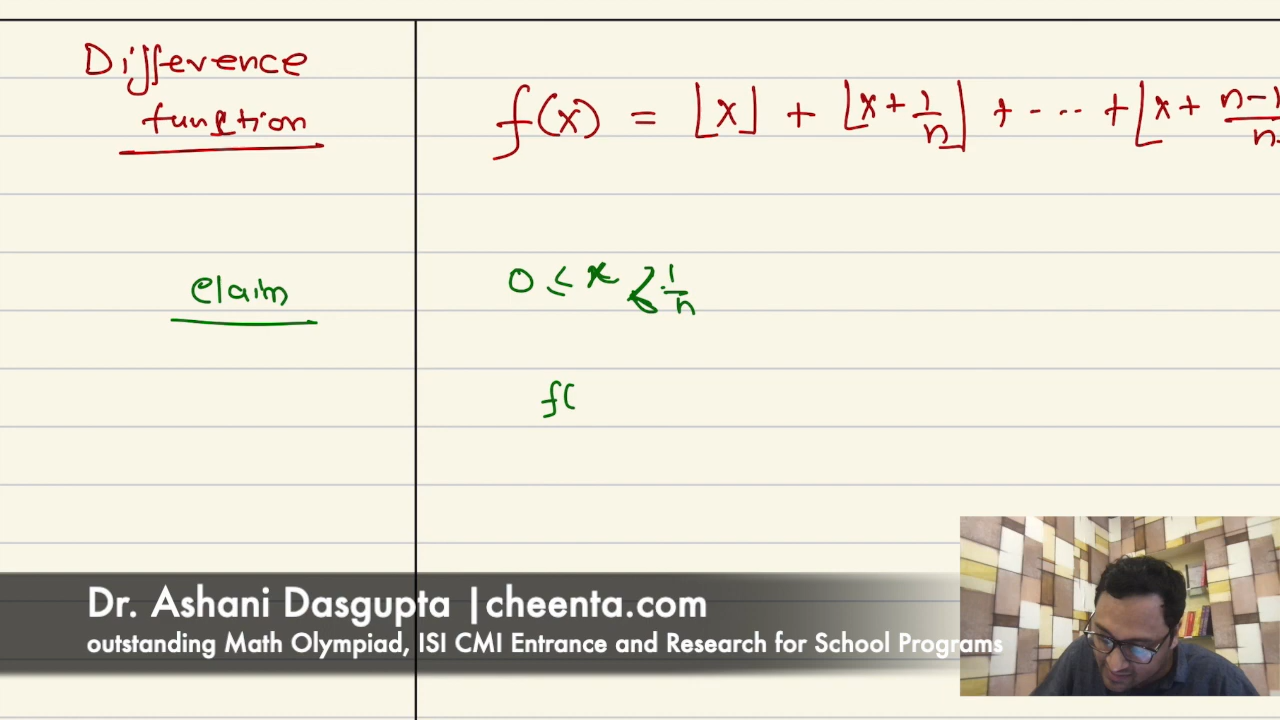 Difference
function
f(x) = ⌊x⌋ + ⌊x + 1/n⌋ + ... + ⌊x + n-1/n
claim
0 ≤ x < 1/n
f(
Dr. Ashani Dasgupta | cheenta.com
outstanding Math Olympiad, ISI CMI Entrance and Research for School Programs